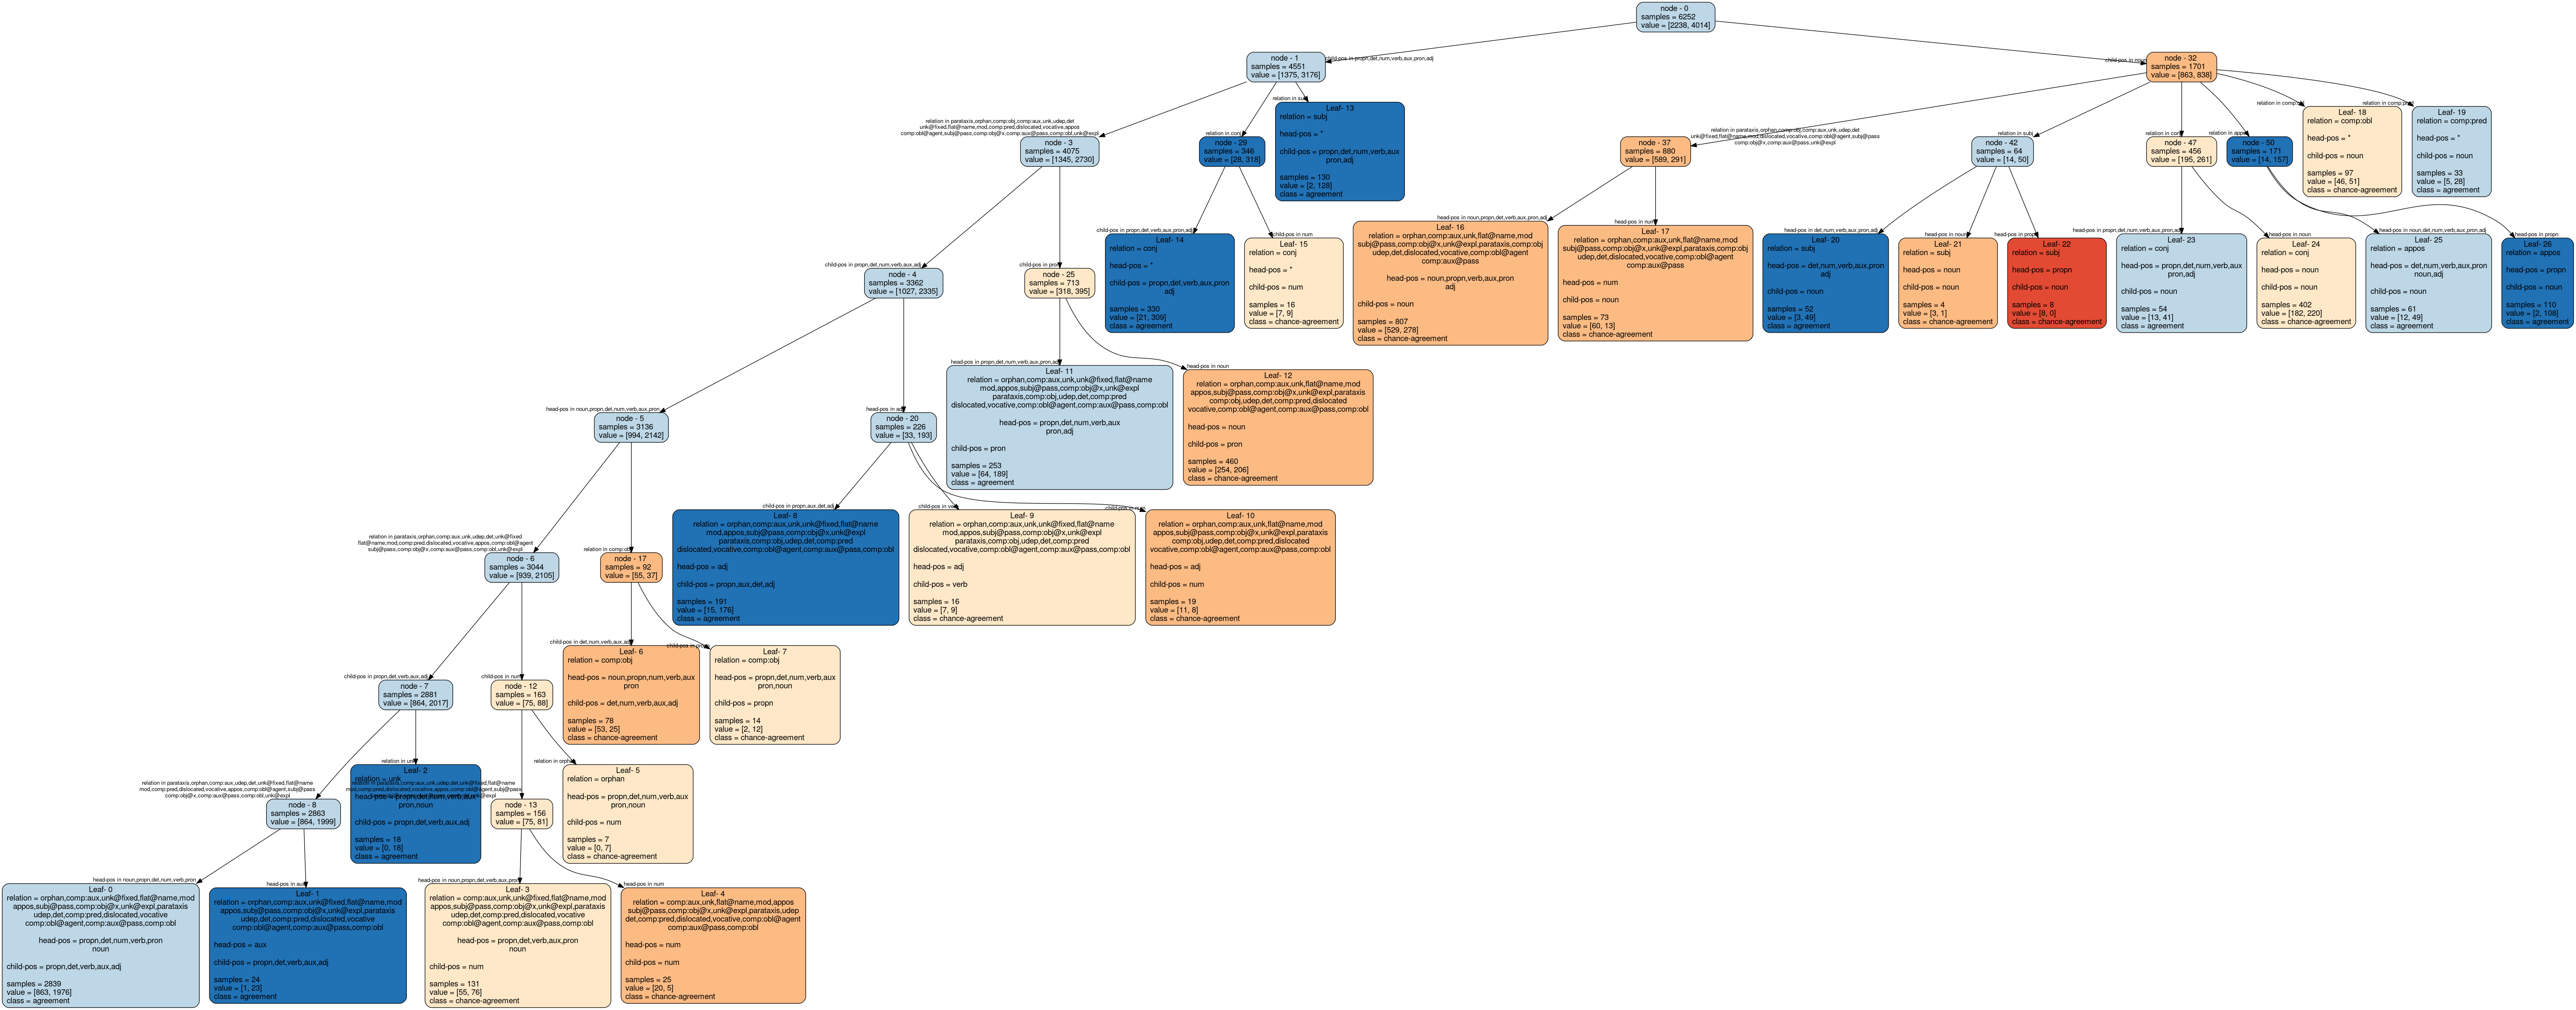 node - 0
samples = 6252
value = [2238, 4014]
child-pos in propn,det,num,verb,aux,pron,adj
node - 1
samples = 4551
value = [1375, 3176]
child-pos in noun
node - 32
samples = 1701
value = [863, 838]
relation in parataxis,orphan,comp:obj,comp:aux,unk,udep,det
unk@fixed,flat@name,mod,comp:pred,dislocated,vocative,appos
comp:obl@agent,subj@pass,comp:obj@x,comp:aux@pass,comp:obl,unk@expl
node - 3
samples = 4075
value = [1345, 2730]
relation in conj
node - 29
samples = 346
value = [28, 318]
relation in subj
Leaf- 13
relation = subj
head-pos = *
child-pos = propn,det,num,verb,aux
pron,adj
samples = 130
value = [2, 128]
class = agreement
relation in parataxis,orphan,comp:obj,comp:aux,unk,udep,det
unk@fixed,flat@name,mod,dislocated,vocative,comp:obl@agent,subj@pass
comp:obj@x,comp:aux@pass,unk@expl
node - 37
samples = 880
value = [589, 291]
relation in subj
node - 42
samples = 64
value = [14, 50]
relation in conj
node - 47
samples = 456
value = [195, 261]
relation in appos
node - 50
samples = 171
value = [14, 157]
relation in comp:obl
Leaf- 18
relation = comp:obl
head-pos = *
child-pos = noun
samples = 97
value = [46, 51]
class = chance-agreement
relation in comp:pred
Leaf- 19
relation = comp:pred
head-pos = *
child-pos = noun
samples = 33
value = [5, 28]
class = agreement
child-pos in propn,det,num,verb,aux,adj
node - 4
samples = 3362
value = [1027, 2335]
child-pos in pron
node - 25
samples = 713
value = [318, 395]
child-pos in propn,det,verb,aux,pron,adj
Leaf- 14
relation = conj
head-pos = *
child-pos = propn,det,verb,aux,pron
adj
samples = 330
value = [21, 309]
class = agreement
child-pos in num
Leaf- 15
relation = conj
head-pos = *
child-pos = num
samples = 16
value = [7, 9]
class = chance-agreement
head-pos in noun,propn,det,verb,aux,pron,adj
Leaf- 16
relation = orphan,comp:aux,unk,flat@name,mod
subj@pass,comp:obj@x,unk@expl,parataxis,comp:obj
udep,det,dislocated,vocative,comp:obl@agent
comp:aux@pass
head-pos = noun,propn,verb,aux,pron
adj
child-pos = noun
samples = 807
value = [529, 278]
class = chance-agreement
head-pos in num
Leaf- 17
relation = orphan,comp:aux,unk,flat@name,mod
subj@pass,comp:obj@x,unk@expl,parataxis,comp:obj
udep,det,dislocated,vocative,comp:obl@agent
comp:aux@pass
head-pos = num
child-pos = noun
samples = 73
value = [60, 13]
class = chance-agreement
head-pos in det,num,verb,aux,pron,adj
Leaf- 20
relation = subj
head-pos = det,num,verb,aux,pron
adj
child-pos = noun
samples = 52
value = [3, 49]
class = agreement
head-pos in noun
Leaf- 21
relation = subj
head-pos = noun
child-pos = noun
samples = 4
value = [3, 1]
class = chance-agreement
head-pos in propn
Leaf- 22
relation = subj
head-pos = propn
child-pos = noun
samples = 8
value = [8, 0]
class = chance-agreement
head-pos in propn,det,num,verb,aux,pron,adj
Leaf- 23
relation = conj
head-pos = propn,det,num,verb,aux
pron,adj
child-pos = noun
samples = 54
value = [13, 41]
class = agreement
head-pos in noun
Leaf- 24
relation = conj
head-pos = noun
child-pos = noun
samples = 402
value = [182, 220]
class = chance-agreement
head-pos in noun,det,num,verb,aux,pron,adj
Leaf- 25
relation = appos
head-pos = det,num,verb,aux,pron
noun,adj
child-pos = noun
samples = 61
value = [12, 49]
class = agreement
head-pos in propn
Leaf- 26
relation = appos
head-pos = propn
child-pos = noun
samples = 110
value = [2, 108]
class = agreement
head-pos in noun,propn,det,num,verb,aux,pron
node - 5
samples = 3136
value = [994, 2142]
head-pos in adj
node - 20
samples = 226
value = [33, 193]
head-pos in propn,det,num,verb,aux,pron,adj
Leaf- 11
relation = orphan,comp:aux,unk,unk@fixed,flat@name
mod,appos,subj@pass,comp:obj@x,unk@expl
parataxis,comp:obj,udep,det,comp:pred
dislocated,vocative,comp:obl@agent,comp:aux@pass,comp:obl
head-pos = propn,det,num,verb,aux
pron,adj
child-pos = pron
samples = 253
value = [64, 189]
class = agreement
head-pos in noun
Leaf- 12
relation = orphan,comp:aux,unk,flat@name,mod
appos,subj@pass,comp:obj@x,unk@expl,parataxis
comp:obj,udep,det,comp:pred,dislocated
vocative,comp:obl@agent,comp:aux@pass,comp:obl
head-pos = noun
child-pos = pron
samples = 460
value = [254, 206]
class = chance-agreement
relation in parataxis,orphan,comp:aux,unk,udep,det,unk@fixed
flat@name,mod,comp:pred,dislocated,vocative,appos,comp:obl@agent
subj@pass,comp:obj@x,comp:aux@pass,comp:obl,unk@expl
node - 6
samples = 3044
value = [939, 2105]
relation in comp:obj
node - 17
samples = 92
value = [55, 37]
child-pos in propn,aux,det,adj
Leaf- 8
relation = orphan,comp:aux,unk,unk@fixed,flat@name
mod,appos,subj@pass,comp:obj@x,unk@expl
parataxis,comp:obj,udep,det,comp:pred
dislocated,vocative,comp:obl@agent,comp:aux@pass,comp:obl
head-pos = adj
child-pos = propn,aux,det,adj
samples = 191
value = [15, 176]
class = agreement
child-pos in verb
Leaf- 9
relation = orphan,comp:aux,unk,unk@fixed,flat@name
mod,appos,subj@pass,comp:obj@x,unk@expl
parataxis,comp:obj,udep,det,comp:pred
dislocated,vocative,comp:obl@agent,comp:aux@pass,comp:obl
head-pos = adj
child-pos = verb
samples = 16
value = [7, 9]
class = chance-agreement
child-pos in num
Leaf- 10
relation = orphan,comp:aux,unk,flat@name,mod
appos,subj@pass,comp:obj@x,unk@expl,parataxis
comp:obj,udep,det,comp:pred,dislocated
vocative,comp:obl@agent,comp:aux@pass,comp:obl
head-pos = adj
child-pos = num
samples = 19
value = [11, 8]
class = chance-agreement
child-pos in propn,det,verb,aux,adj
node - 7
samples = 2881
value = [864, 2017]
child-pos in num
node - 12
samples = 163
value = [75, 88]
child-pos in det,num,verb,aux,adj
Leaf- 6
relation = comp:obj
head-pos = noun,propn,num,verb,aux
pron
child-pos = det,num,verb,aux,adj
samples = 78
value = [53, 25]
class = chance-agreement
child-pos in propn
Leaf- 7
relation = comp:obj
head-pos = propn,det,num,verb,aux
pron,noun
child-pos = propn
samples = 14
value = [2, 12]
class = chance-agreement
relation in parataxis,orphan,comp:aux,udep,det,unk@fixed,flat@name
mod,comp:pred,dislocated,vocative,appos,comp:obl@agent,subj@pass
comp:obj@x,comp:aux@pass,comp:obl,unk@expl
node - 8
samples = 2863
value = [864, 1999]
relation in unk
Leaf- 2
relation = unk
head-pos = propn,det,num,verb,aux
pron,noun
child-pos = propn,det,verb,aux,adj
samples = 18
value = [0, 18]
class = agreement
relation in parataxis,comp:aux,unk,udep,det,unk@fixed,flat@name
mod,comp:pred,dislocated,vocative,appos,comp:obl@agent,subj@pass
node - 13
samples = 156
value = [75, 81]
relation in orphan
Leaf- 5
relation = orphan
head-pos = propn,det,num,verb,aux
pron,noun
child-pos = num
samples = 7
value = [0, 7]
class = chance-agreement
head-pos in noun,propn,det,num,verb,pron
Leaf- 0
relation = orphan,comp:aux,unk@fixed,flat@name,mod
appos,subj@pass,comp:obj@x,unk@expl,parataxis
udep,det,comp:pred,dislocated,vocative
comp:obl@agent,comp:aux@pass,comp:obl
head-pos = propn,det,num,verb,pron
noun
child-pos = propn,det,verb,aux,adj
samples = 2839
value = [863, 1976]
class = agreement
head-pos in aux
Leaf- 1
relation = orphan,comp:aux,unk@fixed,flat@name,mod
appos,subj@pass,comp:obj@x,unk@expl,parataxis
udep,det,comp:pred,dislocated,vocative
comp:obl@agent,comp:aux@pass,comp:obl
head-pos = aux
child-pos = propn,det,verb,aux,adj
samples = 24
value = [1, 23]
class = agreement
head-pos in noun,propn,det,verb,aux,pron
Leaf- 3
relation = comp:aux,unk,unk@fixed,flat@name,mod
appos,subj@pass,comp:obj@x,unk@expl,parataxis
udep,det,comp:pred,dislocated,vocative
comp:obl@agent,comp:aux@pass,comp:obl
head-pos = propn,det,verb,aux,pron
noun
child-pos = num
samples = 131
value = [55, 76]
class = chance-agreement
head-pos in num
Leaf- 4
relation = comp:aux,unk,flat@name,mod,appos
subj@pass,comp:obj@x,unk@expl,parataxis,udep
det,comp:pred,dislocated,vocative,comp:obl@agent
comp:aux@pass,comp:obl
head-pos = num
child-pos = num
samples = 25
value = [20, 5]
class = chance-agreement